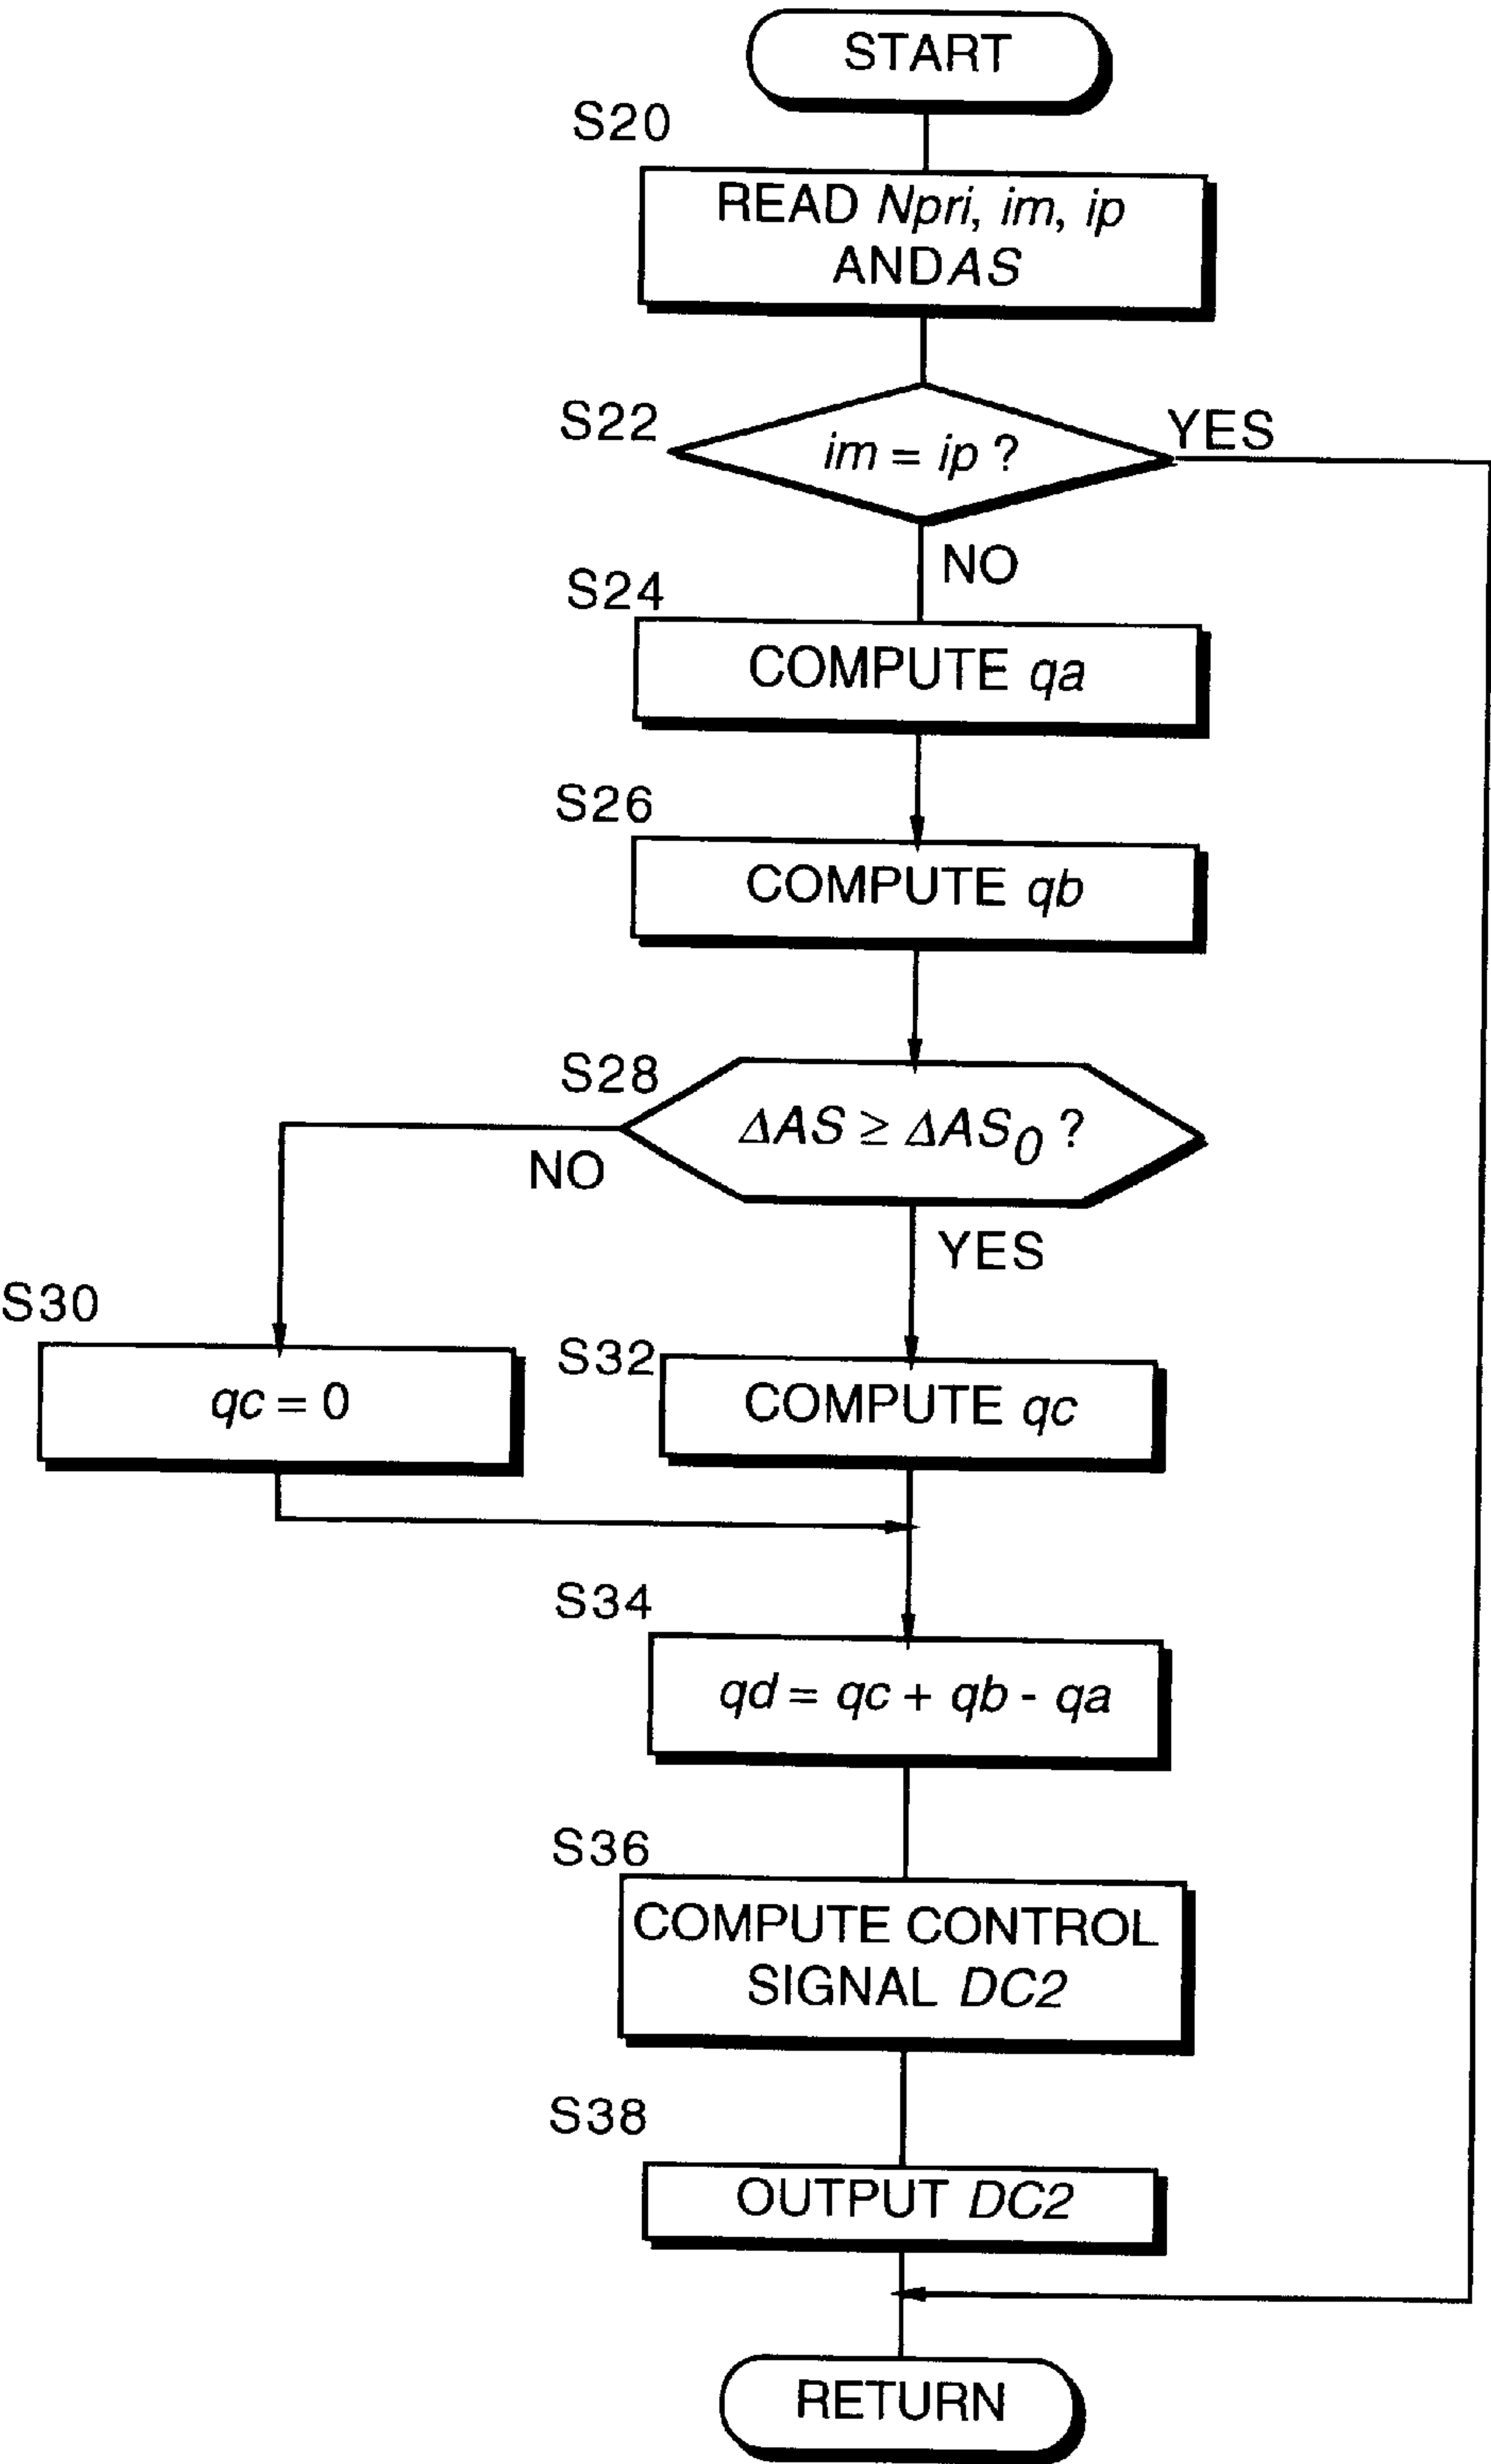 START
S20
READ Npri, im, ip
ANDAS
S22
im = ip ?
YES
NO
S24
COMPUTE qa
S26
COMPUTE qb
S28
ΔAS ≥ ΔAS0 ?
NO
YES
S30
qc = 0
S32
COMPUTE qc
S34
qd = qc + qb - qa
S36
COMPUTE CONTROL
SIGNAL DC2
S38
OUTPUT DC2
RETURN